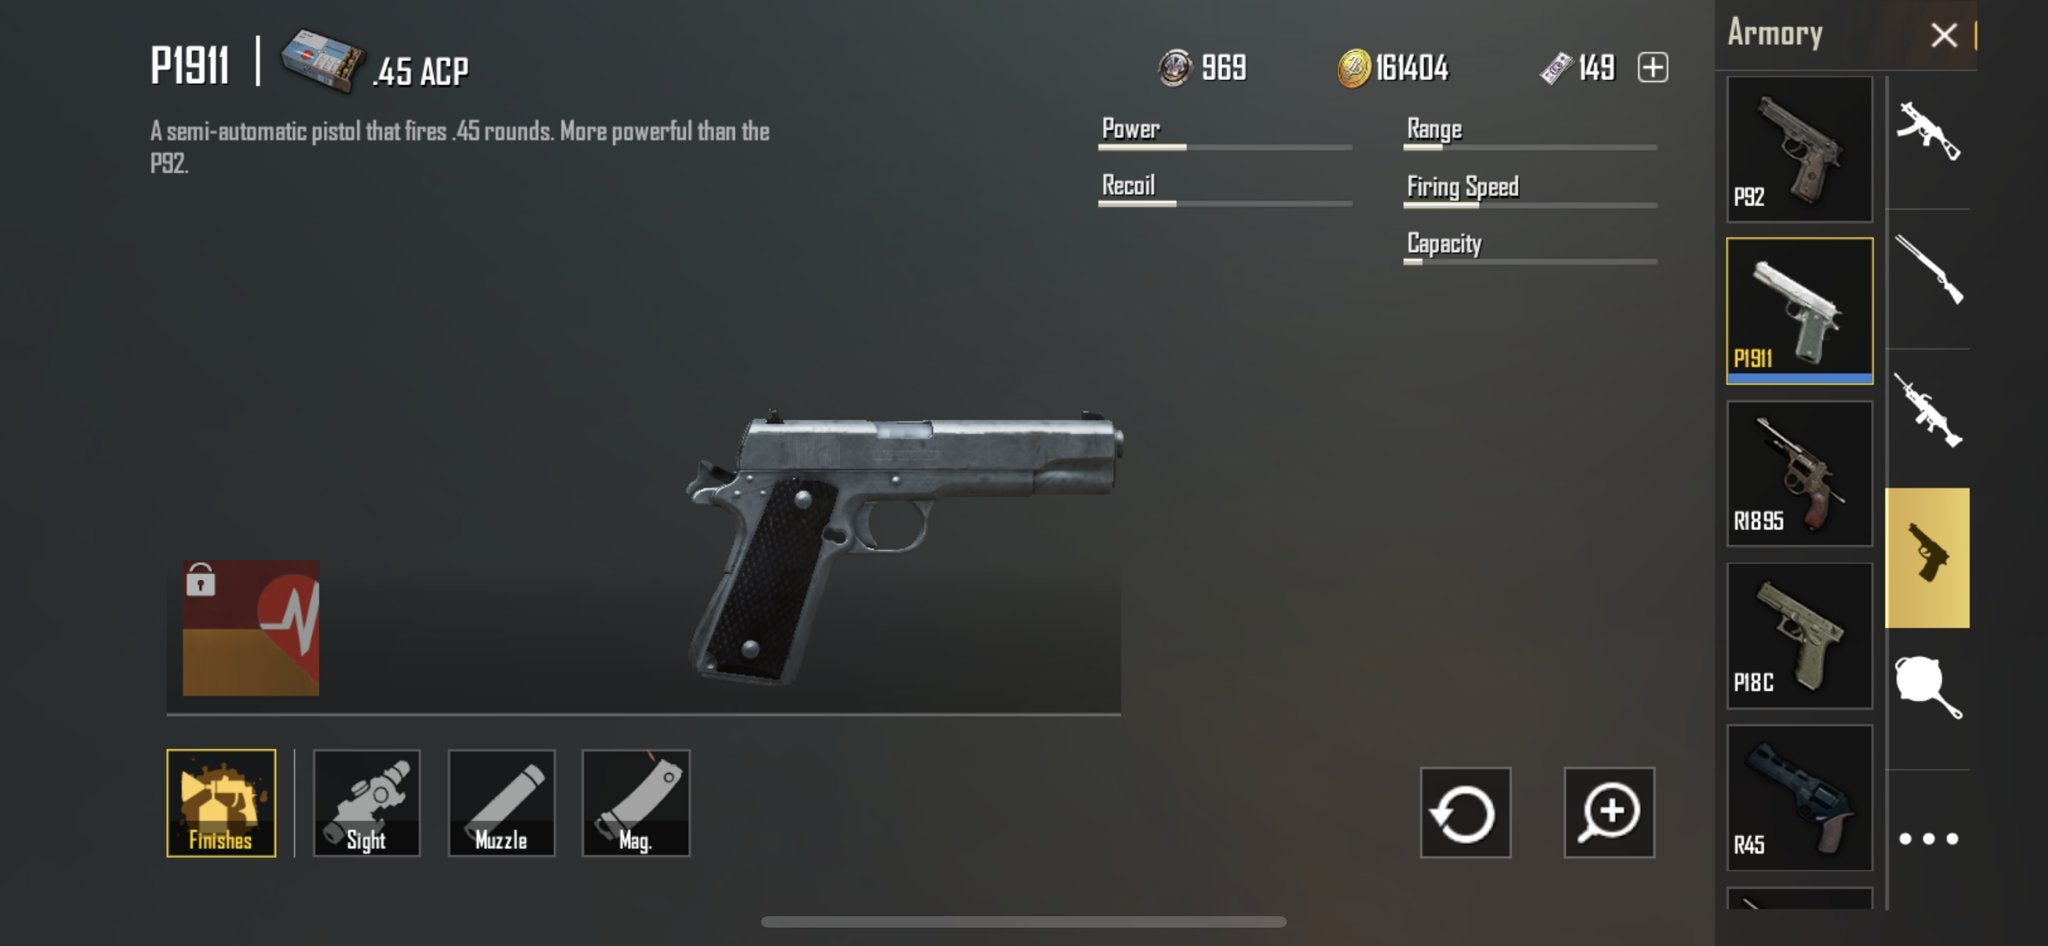 P1911
.45 ACP
A semi-automatic pistol that fires .45 rounds. More powerful than the
P92.
969
161404
149
Power
Range
Recoil
Firing Speed
Capacity
Finishes
Sight
Muzzle
Mag.
Armory
P92
P1911
R1895
P18C
R45